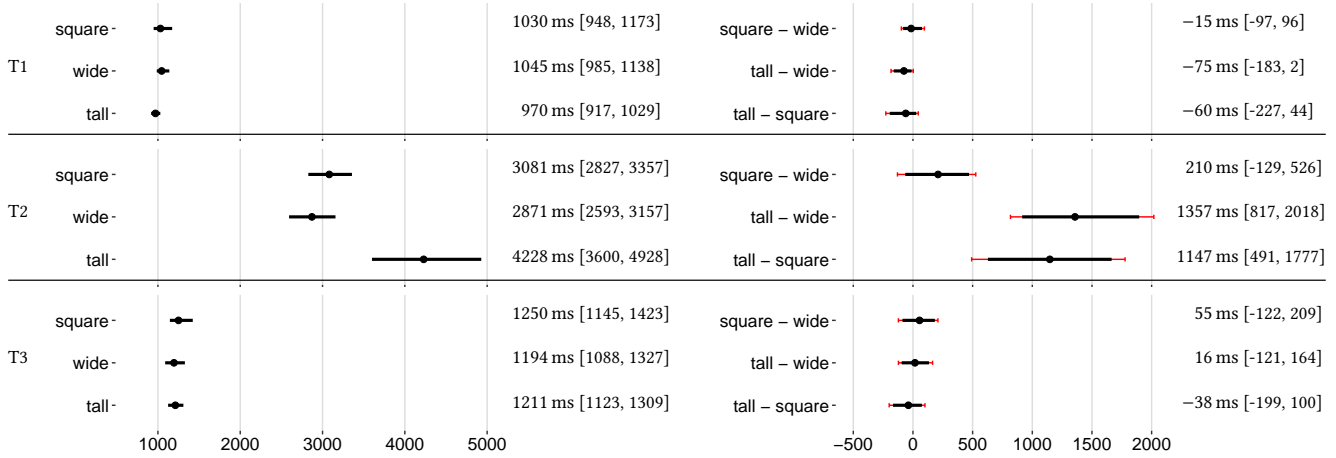 square 1030 ms [948, 1173] square − wide −15 ms [-97, 96]
T1 wide 1045 ms [985, 1138] tall − wide −75 ms [-183, 2]
tall 970 ms [917, 1029] tall − square −60 ms [-227, 44]
square 3081 ms [2827, 3357] square − wide 210 ms [-129, 526]
T2 wide 2871 ms [2593, 3157] tall − wide 1357 ms [817, 2018]
tall 4228 ms [3600, 4928] tall − square 1147 ms [491, 1777]
square 1250 ms [1145, 1423] square − wide 55 ms [-122, 209]
T3 wide 1194 ms [1088, 1327] tall − wide 16 ms [-121, 164]
tall 1211 ms [1123, 1309] tall − square −38 ms [-199, 100]
1000 2000 3000 4000 5000 −500 0 500 1000 1500 2000